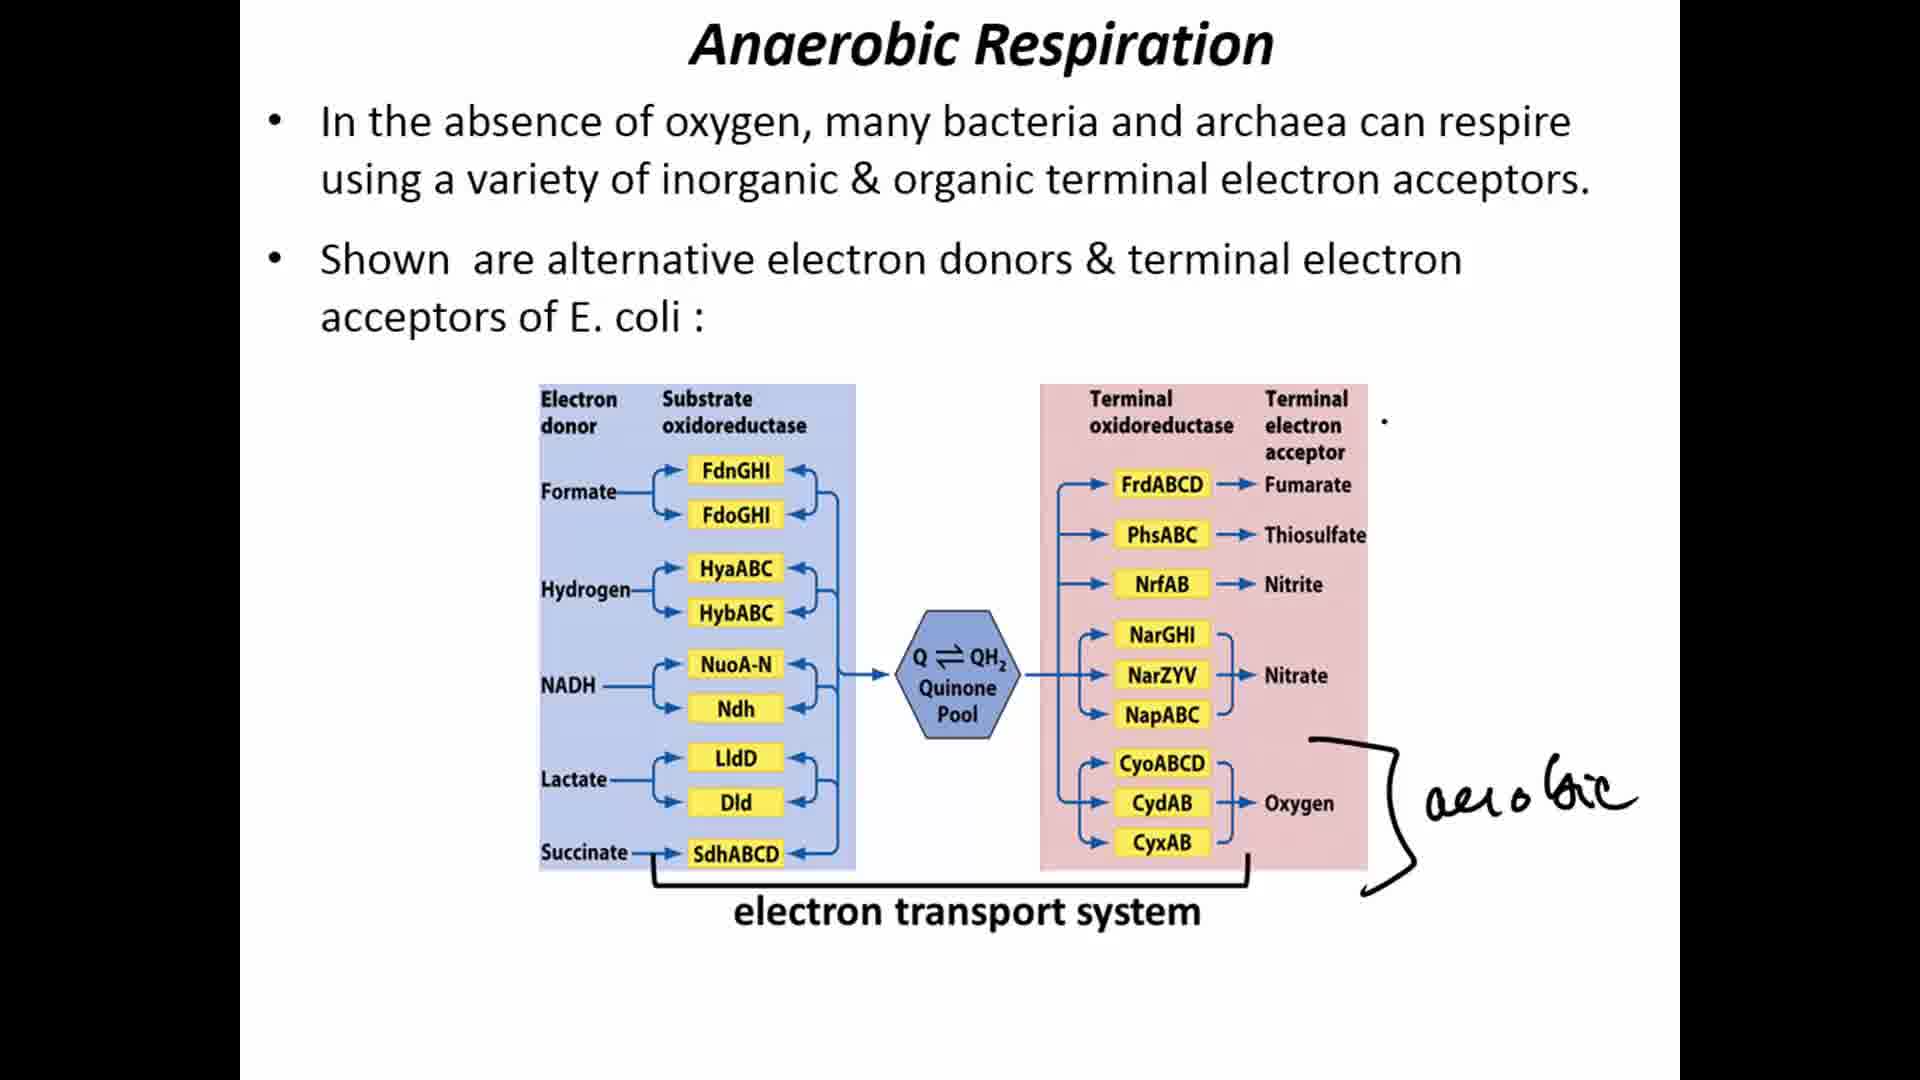 Anaerobic Respiration
• In the absence of oxygen, many bacteria and archaea can respire
using a variety of inorganic & organic terminal electron acceptors.
• Shown are alternative electron donors & terminal electron
acceptors of E. coli :
Electron
donor
Substrate
oxidoreductase
Formate
FdnGHI
FdoGHI
Hydrogen
HyaABC
HybABC
NADH
NuoA-N
Ndh
Lactate
LldD
Dld
Succinate
SdhABCD
Q ⇌ QH₂
Quinone
Pool
Terminal
oxidoreductase
Terminal
electron
acceptor
FrdABCD
Fumarate
PhsABC
Thiosulfate
NrfAB
Nitrite
NarGHI
NarZYV
NapABC
Nitrate
CyoABCD
CydAB
CyxAB
Oxygen
aerobic
electron transport system